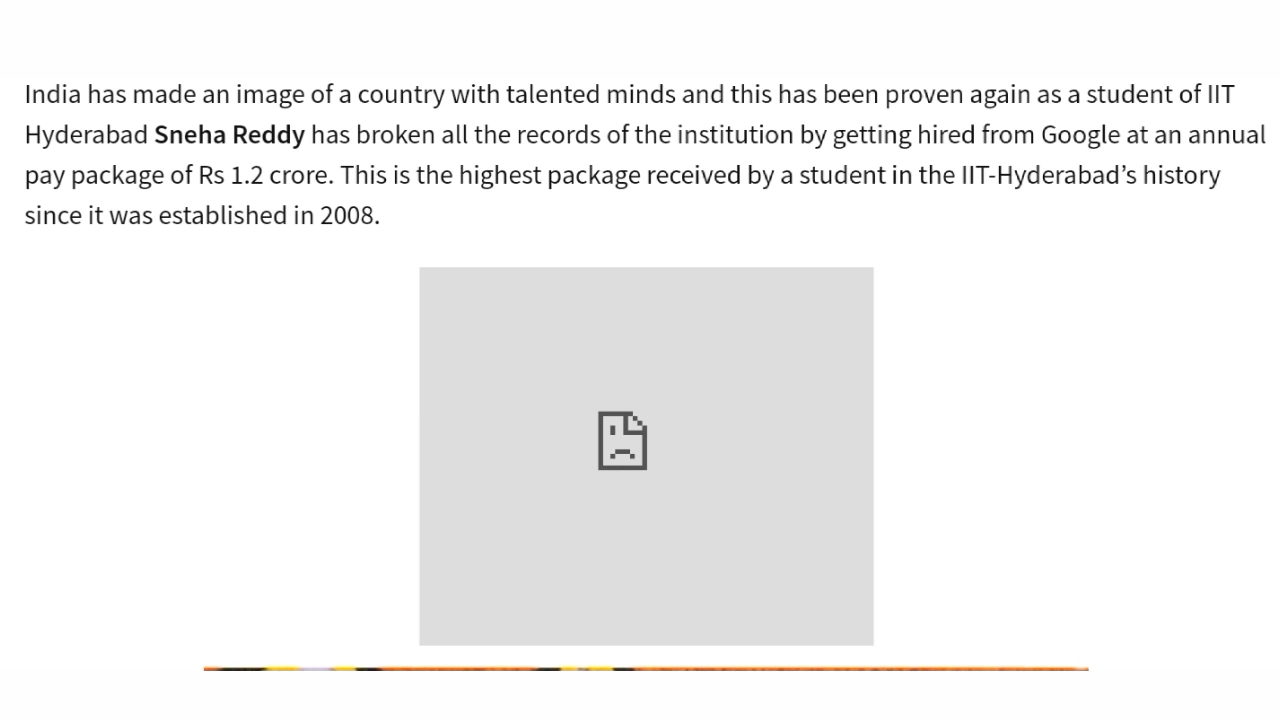 India has made an image of a country with talented minds and this has been proven again as a student of IIT
Hyderabad Sneha Reddy has broken all the records of the institution by getting hired from Google at an annual
pay package of Rs 1.2 crore. This is the highest package received by a student in the IIT-Hyderabad’s history
since it was established in 2008.